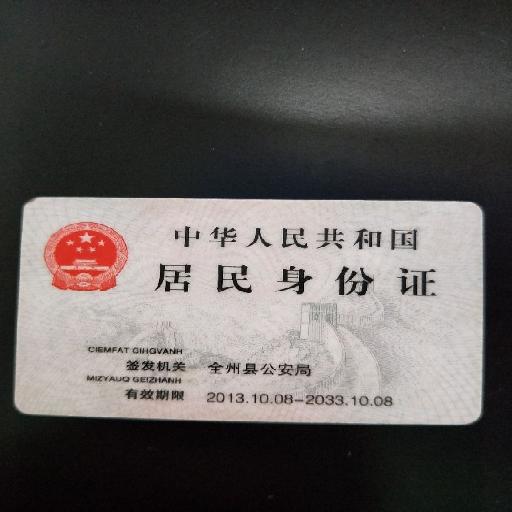 中华人民共和国
居民身份证
CIEMFAT GIHGVANH
签发机关 全州县公安局
MIZYAUQ GEIZHANH
有效期限 2013.10.08-2033.10.08